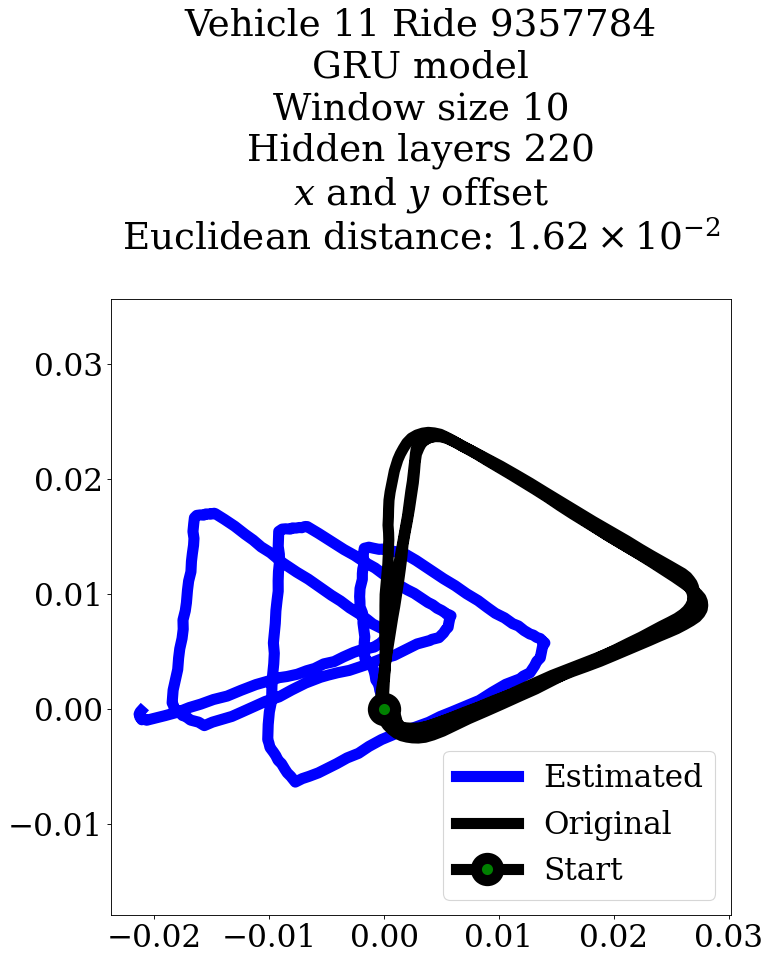 Vehicle 11 Ride 9357784
GRU model
Window size 10
Hidden layers 220
x and y offset
Euclidean distance: 1.62 × 10⁻²
0.03
0.02
0.01
0.00
−0.01
Estimated
Original
Start
−0.02 −0.01 0.00 0.01 0.02 0.03